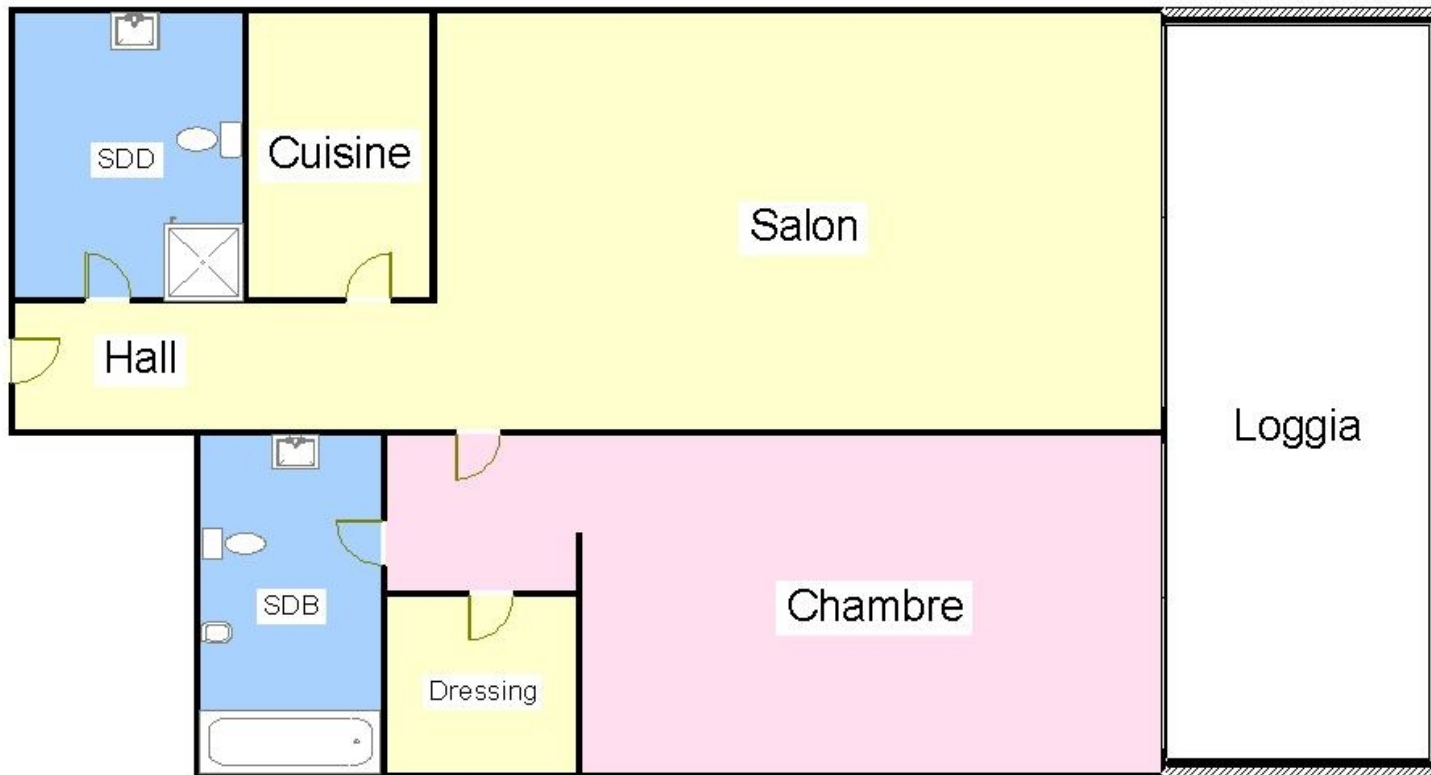 SDD
Cuisine
Salon
Hall
Loggia
SDB
Chambre
Dressing